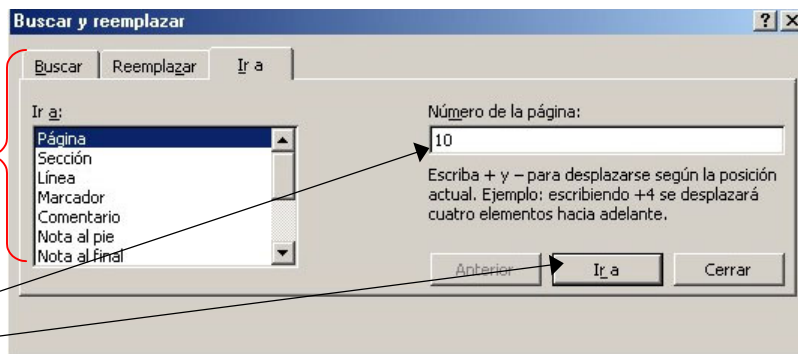 Buscar y reemplazar
Buscar Reemplazar Ir a
Ir a:
Página
Sección
Línea
Marcador
Comentario
Nota al pie
Nota al final
Número de la página:
10
Escriba + y – para desplazarse según la posición
actual. Ejemplo: escribiendo +4 se desplazará
cuatro elementos hacia adelante.
Anterior Ir a Cerrar